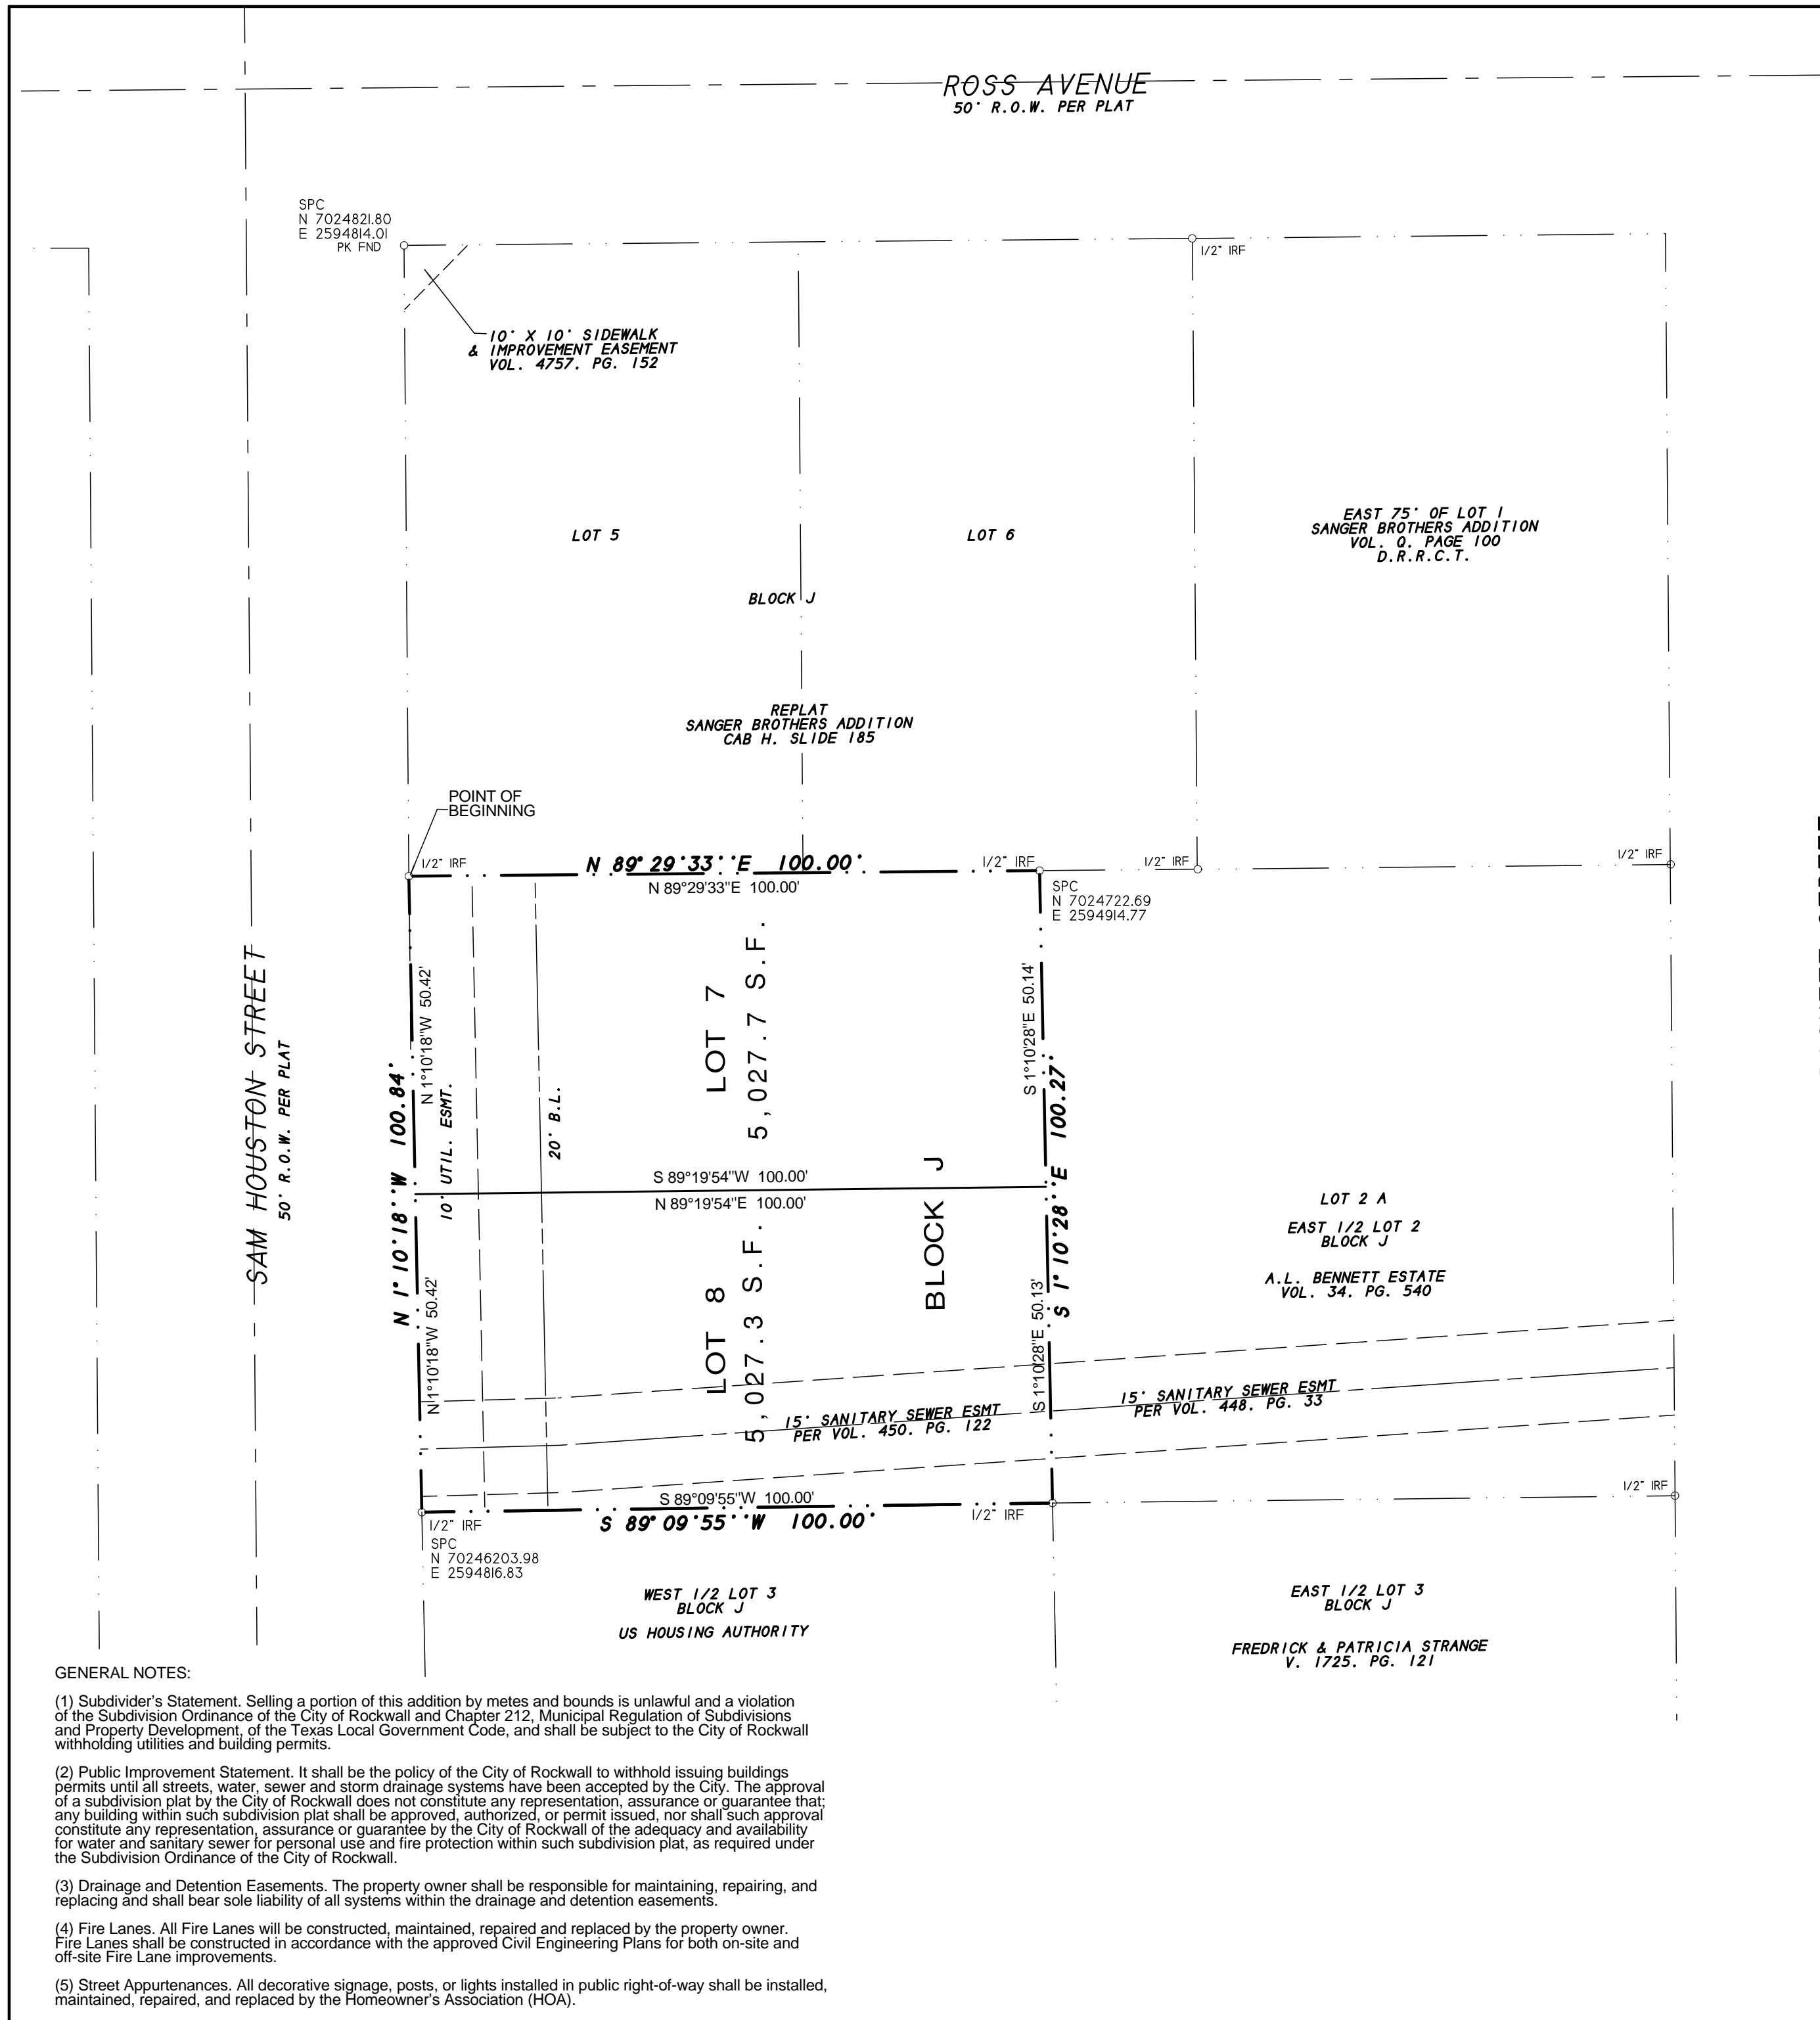 ROSS AVENUE
50' R.O.W. PER PLAT
SPC
N 7024821.80
E 2594814.01
PK FND
1/2" IRF
10' X 10' SIDEWALK
& IMPROVEMENT EASEMENT
VOL. 4757. PG. 152
LOT 5
LOT 6
EAST 75' OF LOT 1
SANGER BROTHERS ADDITION
VOL. Q. PAGE 100
D.R.R.C.T.
BLOCK J
REPLAT
SANGER BROTHERS ADDITION
CAB H. SLIDE 185
POINT OF
BEGINNING
1/2" IRF
N 89°29'33''E 100.00'
1/2" IRF
1/2" IRF
1/2" IRF
N 89°29'33"E 100.00'
SPC
N 7024722.69
E 2594914.77
SAM HOUSTON STREET
50' R.O.W. PER PLAT
N 1°10'18''W 100.84'
N 1°10'18"W 50.42'
10' UTIL. ESMT.
20' B.L.
LOT 7
5,027.7 S.F.
S 1°10'28"E 50.14'
S 1°10'28''E 100.27'
S 89°19'54"W 100.00'
N 89°19'54"E 100.00'
BLOCK J
LOT 8
5,027.3 S.F.
N 1°10'18"W 50.42'
S 1°10'28"E 50.13'
LOT 2 A
EAST 1/2 LOT 2
BLOCK J
A.L. BENNETT ESTATE
VOL. 34. PG. 540
15' SANITARY SEWER ESMT
PER VOL. 450. PG. 122
15' SANITARY SEWER ESMT
PER VOL. 448. PG. 33
S 89°09'55"W 100.00'
S 89°09'55''W 100.00'
1/2" IRF
1/2" IRF
1/2" IRF
SPC
N 70246203.98
E 2594816.83
WEST 1/2 LOT 3
BLOCK J
US HOUSING AUTHORITY
EAST 1/2 LOT 3
BLOCK J
FREDRICK & PATRICIA STRANGE
V. 1725. PG. 121
GENERAL NOTES:
(1) Subdivider's Statement. Selling a portion of this addition by metes and bounds is unlawful and a violation
of the Subdivision Ordinance of the City of Rockwall and Chapter 212, Municipal Regulation of Subdivisions
and Property Development, of the Texas Local Government Code, and shall be subject to the City of Rockwall
withholding utilities and building permits.
(2) Public Improvement Statement. It shall be the policy of the City of Rockwall to withhold issuing buildings
permits until all streets, water, sewer and storm drainage systems have been accepted by the City. The approval
of a subdivision plat by the City of Rockwall does not constitute any representation, assurance or guarantee that;
any building within such subdivision plat shall be approved, authorized, or permit issued, nor shall such approval
constitute any representation, assurance or guarantee by the City of Rockwall of the adequacy and availability
for water and sanitary sewer for personal use and fire protection within such subdivision plat, as required under
the Subdivision Ordinance of the City of Rockwall.
(3) Drainage and Detention Easements. The property owner shall be responsible for maintaining, repairing, and
replacing and shall bear sole liability of all systems within the drainage and detention easements.
(4) Fire Lanes. All Fire Lanes will be constructed, maintained, repaired and replaced by the property owner.
Fire Lanes shall be constructed in accordance with the approved Civil Engineering Plans for both on-site and
off-site Fire Lane improvements.
(5) Street Appurtenances. All decorative signage, posts, or lights installed in public right-of-way shall be installed,
maintained, repaired, and replaced by the Homeowner's Association (HOA).